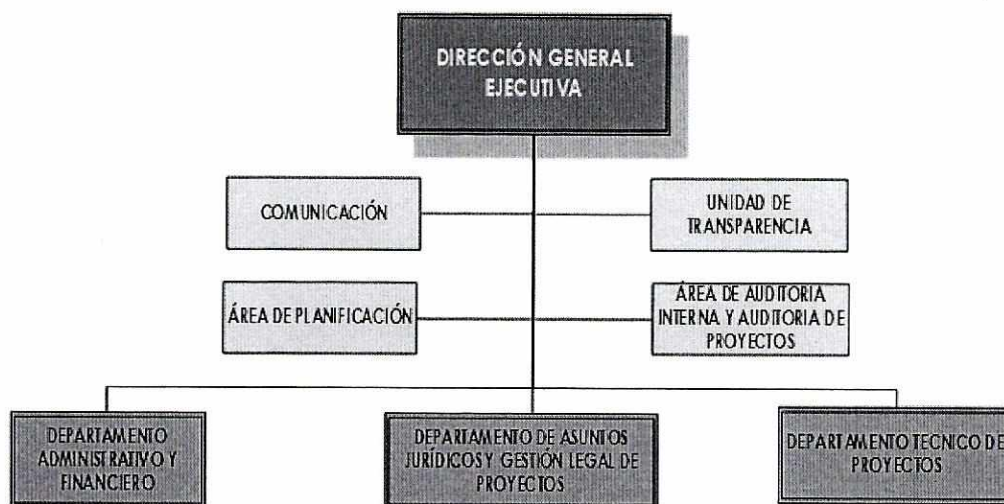 DIRECCIÓN GENERAL
EJECUTIVA
COMUNICACIÓN
UNIDAD DE
TRANSPARENCIA
ÁREA DE PLANIFICACIÓN
ÁREA DE AUDITORIA
INTERNA Y AUDITORIA DE
PROYECTOS
DEPARTAMENTO
ADMINISTRATIVO Y
FINANCIERO
DEPARTAMENTO DE ASUNTOS
JURÍDICOS Y GESTIÓN LEGAL DE
PROYECTOS
DEPARTAMENTO TECNICO DE
PROYECTOS